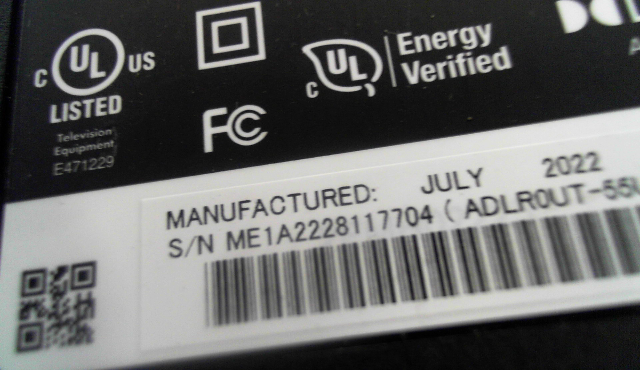 C UL US
LISTED
Television
Equipment
E471229
FC
C UL
Energy
Verified
MANUFACTURED: JULY 2022
S/N ME1A2228117704 ( ADLR0UT-55